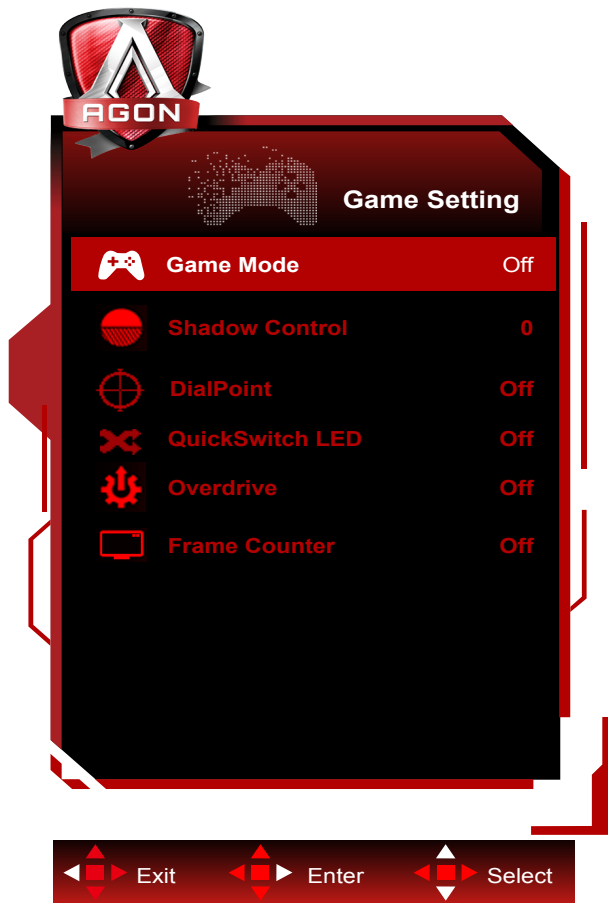 AGON
Game Setting
Game Mode Off
Shadow Control 0
DialPoint Off
QuickSwitch LED Off
Overdrive Off
Frame Counter Off
Exit Enter Select